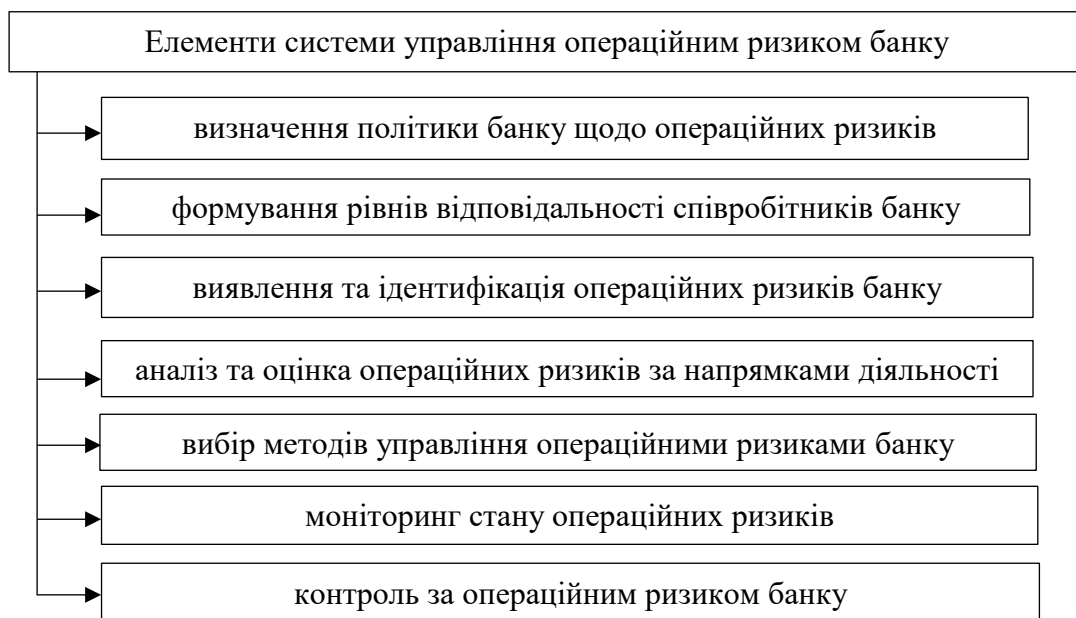 Елементи системи управління операційним ризиком банку
визначення політики банку щодо операційних ризиків
формування рівнів відповідальності співробітників банку
виявлення та ідентифікація операційних ризиків банку
аналіз та оцінка операційних ризиків за напрямками діяльності
вибір методів управління операційними ризиками банку
моніторинг стану операційних ризиків
контроль за операційним ризиком банку